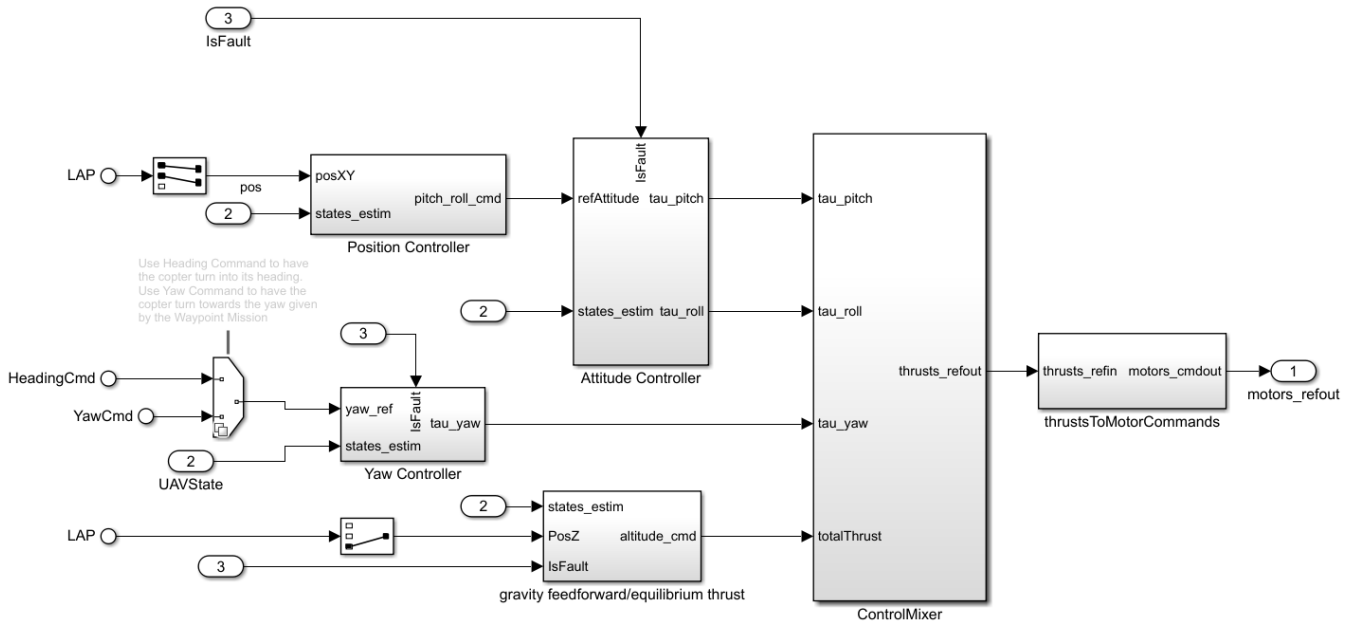 3
IsFault
LAP
pos
2
posXY
states_estim
pitch_roll_cmd
Position Controller
IsFault
refAttitude
tau_pitch
2
states_estim
tau_roll
Attitude Controller
Use Heading Command to have
the copter turn into its heading.
Use Yaw Command to have the
copter turn towards the yaw given
by the Waypoint Mission
3
HeadingCmd
YawCmd
2
UAVState
IsFault
yaw_ref
tau_yaw
states_estim
Yaw Controller
LAP
3
2
states_estim
PosZ
altitude_cmd
IsFault
gravity feedforward/equilibrium thrust
tau_pitch
tau_roll
thrusts_refout
tau_yaw
totalThrust
ControlMixer
thrusts_refin
motors_cmdout
thrustsToMotorCommands
1
motors_refout